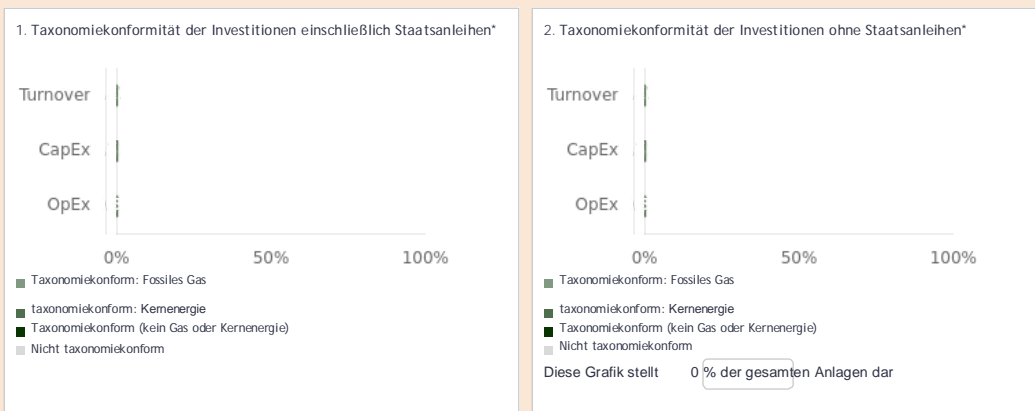 1. Taxonomiekonformität der Investitionen einschließlich Staatsanleihen*
Turnover
CapEx
OpEx
0% 50% 100%
Taxonomiekonform: Fossiles Gas
taxonomiekonform: Kernenergie
Taxonomiekonform (kein Gas oder Kernenergie)
Nicht taxonomiekonform
2. Taxonomiekonformität der Investitionen ohne Staatsanleihen*
Turnover
CapEx
OpEx
0% 50% 100%
Taxonomiekonform: Fossiles Gas
taxonomiekonform: Kernenergie
Taxonomiekonform (kein Gas oder Kernenergie)
Nicht taxonomiekonform
Diese Grafik stellt 0 % der gesamten Anlagen dar